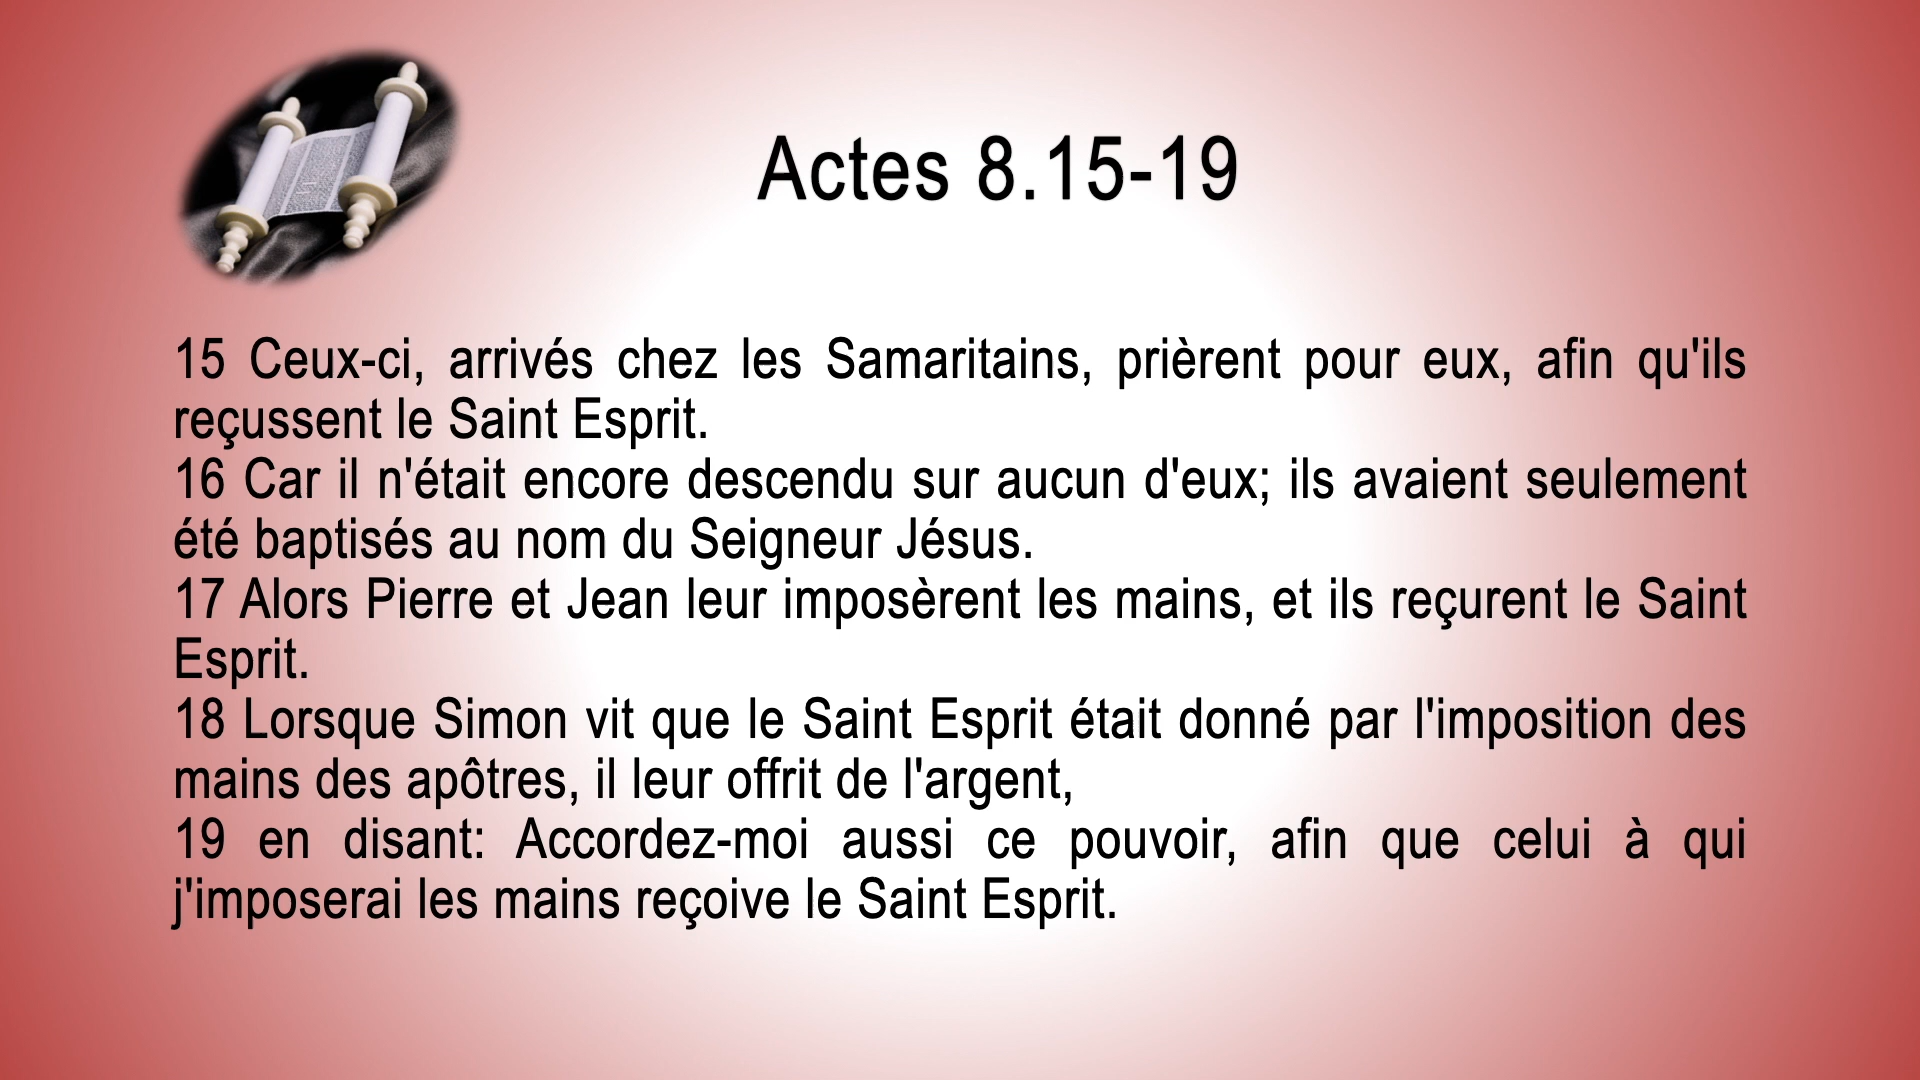 Actes 8.15-19
15 Ceux-ci, arrivés chez les Samaritains, prièrent pour eux, afin qu'ils
reçussent le Saint Esprit.
16 Car il n'était encore descendu sur aucun d'eux; ils avaient seulement
été baptisés au nom du Seigneur Jésus.
17 Alors Pierre et Jean leur imposèrent les mains, et ils reçurent le Saint
Esprit.
18 Lorsque Simon vit que le Saint Esprit était donné par l'imposition des
mains des apôtres, il leur offrit de l'argent,
19 en disant: Accordez-moi aussi ce pouvoir, afin que celui à qui
j'imposerai les mains reçoive le Saint Esprit.